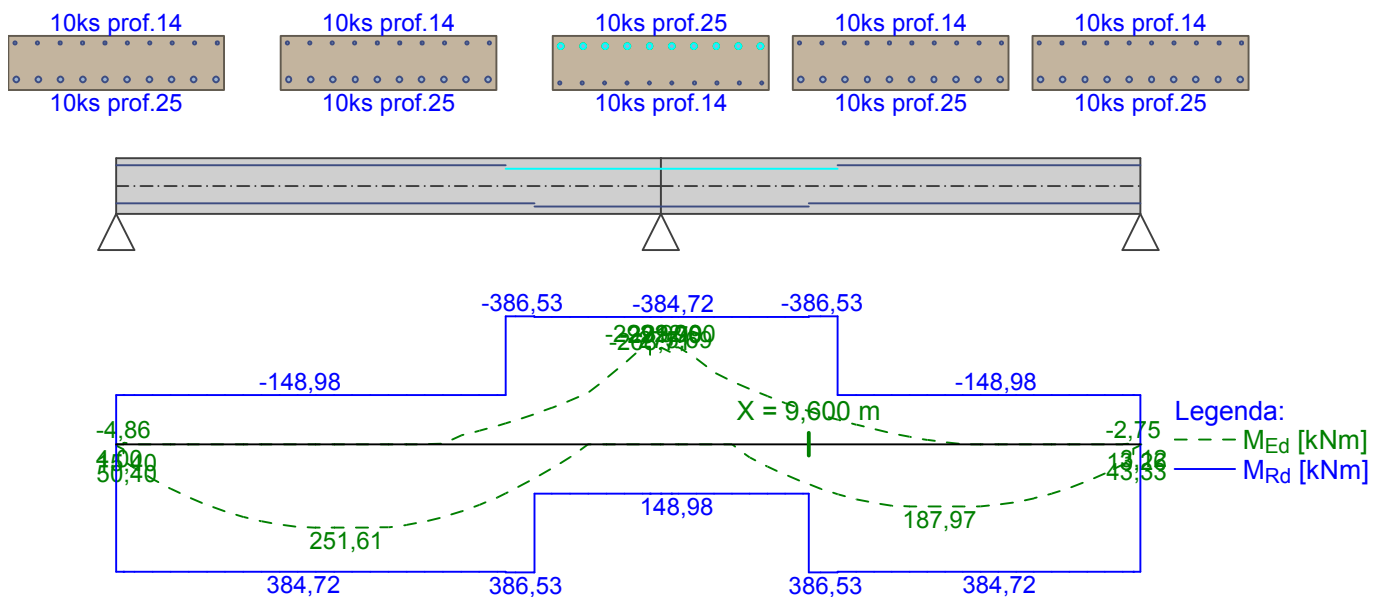 10ks prof.14
10ks prof.14
10ks prof.25
10ks prof.14
10ks prof.14
10ks prof.25
10ks prof.25
10ks prof.14
10ks prof.25
10ks prof.25
-386,53
-384,72
-386,53
-148,98
-148,98
X = 9,600 m
Legenda:
-4,86
-2,75
M_Ed [kNm]
50,40
43,33
M_Rd [kNm]
148,98
187,97
251,61
384,72
386,53
386,53
384,72